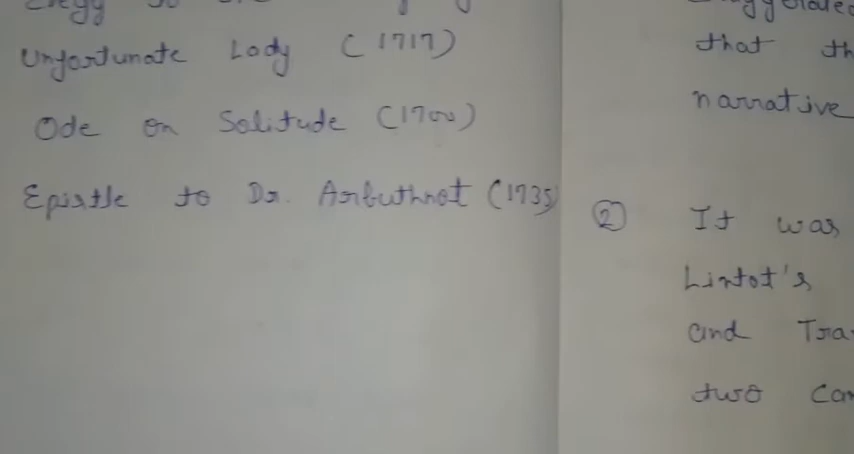 Unfortunate Lady (1717)
Ode on Solitude (1700)
Epistle to Dr. Arbuthnot (1735)
that
narrative
② It was
Lintot's
and
two